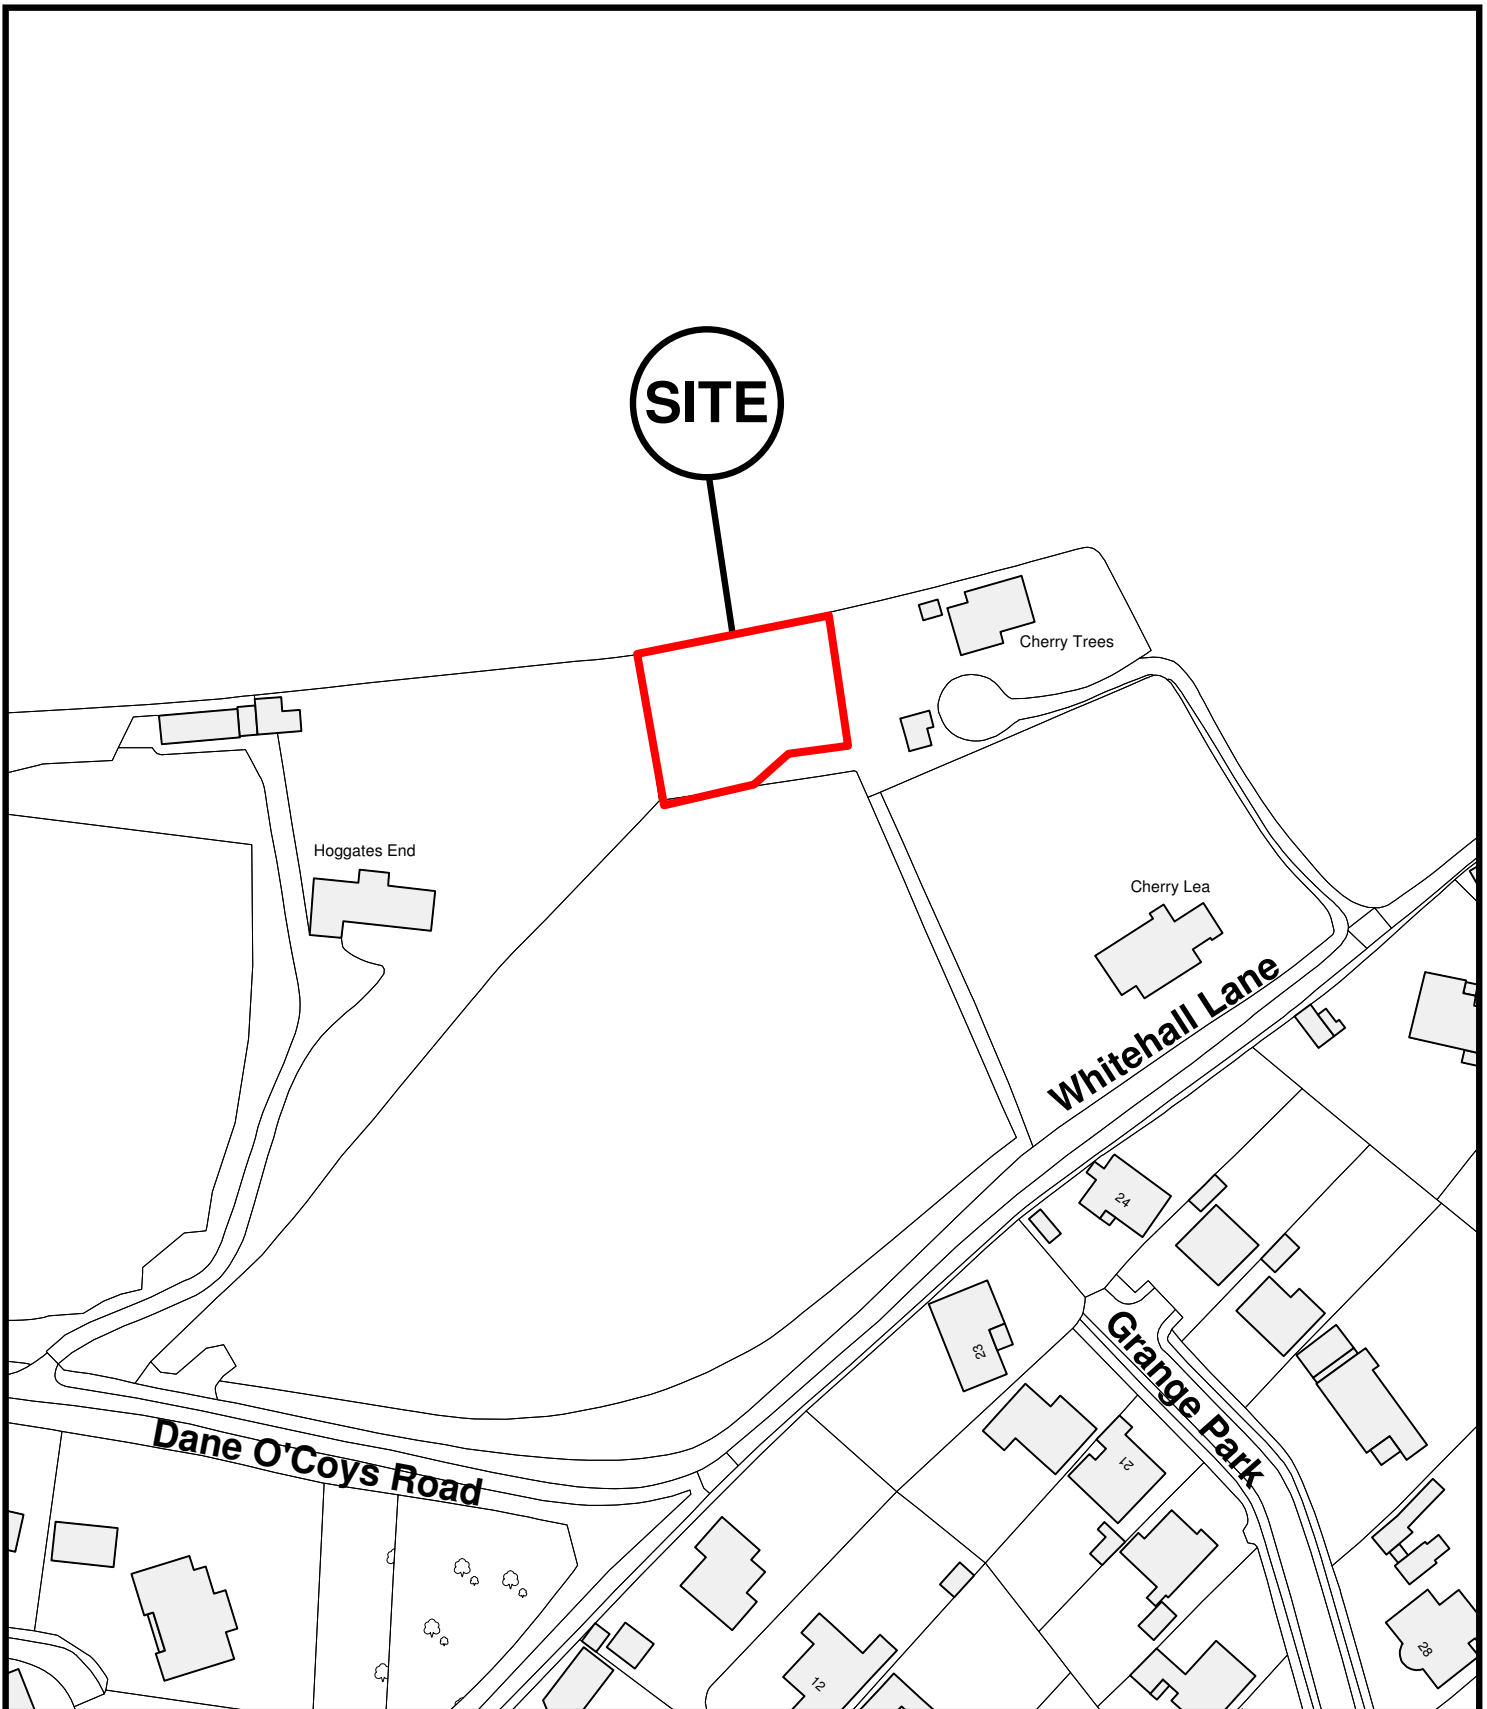 SITE
Cherry Trees
Hoggates End
Cherry Lea
Whitehall Lane
24
23
Grange Park
21
Dane O'Coys Road
28
12